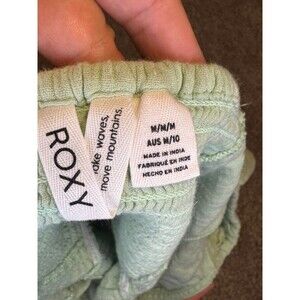 ROXY
make waves,
move mountains.
M/M/M
AUS M/10
MADE IN INDIA
FABRIQUÉ EN INDE
HECHO EN INDIA